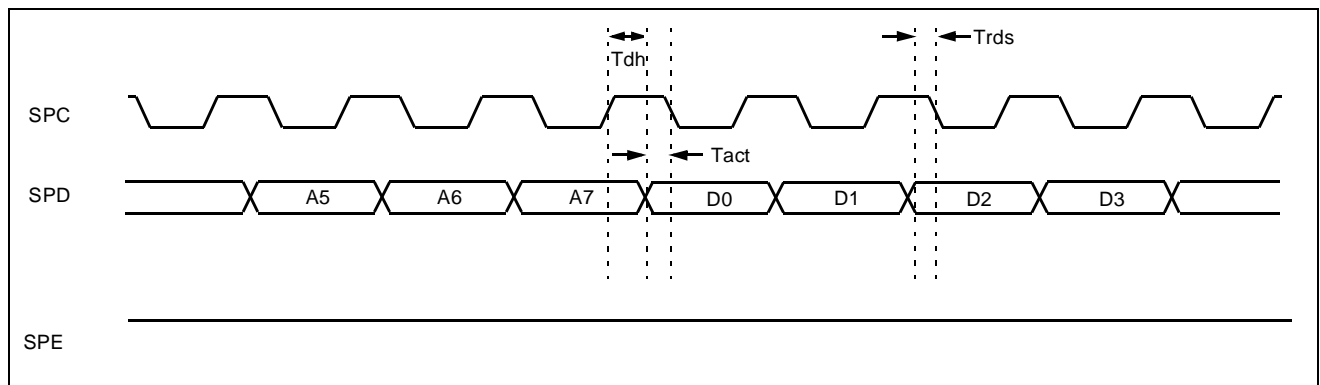 Trds
Tdh
SPC
Tact
SPD A5 A6 A7 D0 D1 D2 D3
SPE